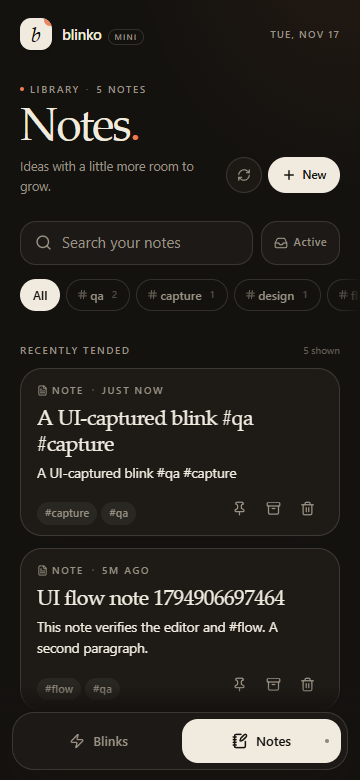 b blinko MINI TUE, NOV 17
LIBRARY · 5 NOTES
Notes.
Ideas with a little more room to
grow.
New
Search your notes
Active
All #qa 2 #capture 1 #design 1 #
RECENTLY TENDED 5 shown
NOTE · JUST NOW
A UI-captured blink #qa
#capture
A UI-captured blink #qa #capture
#capture #qa
NOTE · 5M AGO
UI flow note 1794906697464
This note verifies the editor and #flow. A
second paragraph.
#flow #qa
Blinks Notes